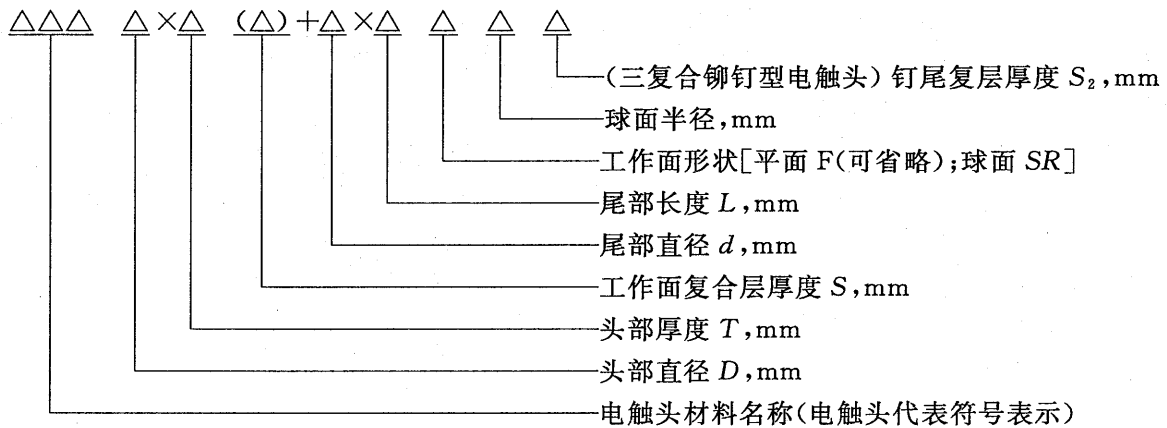 △△△ △×△ (△)+△×△ △ △ △
(三复合铆钉型电触头)钉尾复层厚度 S₂,mm
球面半径,mm
工作面形状[平面 F(可省略);球面 SR]
尾部长度 L,mm
尾部直径 d,mm
工作面复合层厚度 S,mm
头部厚度 T,mm
头部直径 D,mm
电触头材料名称(电触头代表符号表示)